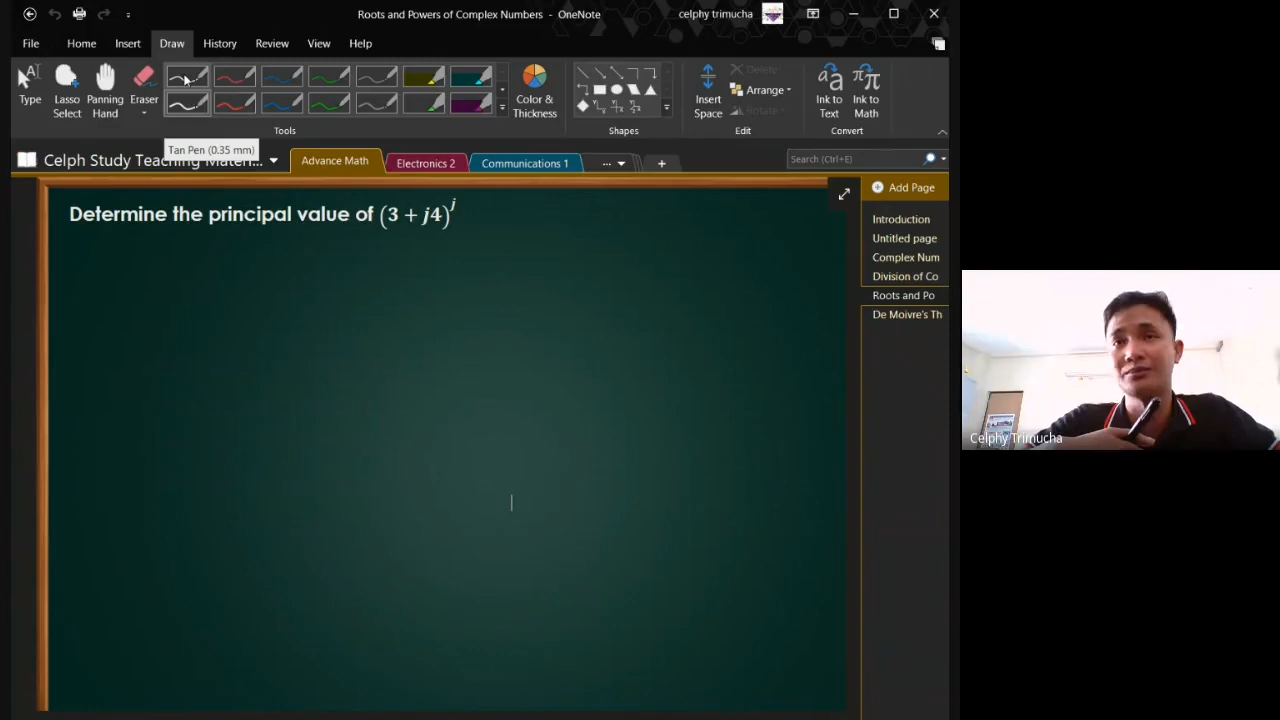 Roots and Powers of Complex Numbers - OneNote
celphy trimucha
File Home Insert Draw History Review View Help
Type
Lasso Select
Panning Hand
Eraser
Color & Thickness
Insert Space
Delete
Arrange
Rotate
Ink to Text
Ink to Math
Tools
Shapes
Edit
Convert
Tan Pen (0.35 mm)
Celph Study Teaching Mater...
Advance Math
Electronics 2
Communications 1
...
+
Search (Ctrl+E)
Add Page
Introduction
Untitled page
Complex Num
Division of Co
Roots and Po
De Moivre's Th
Determine the principal value of (3 + j4)^j
Celphy Trimucha